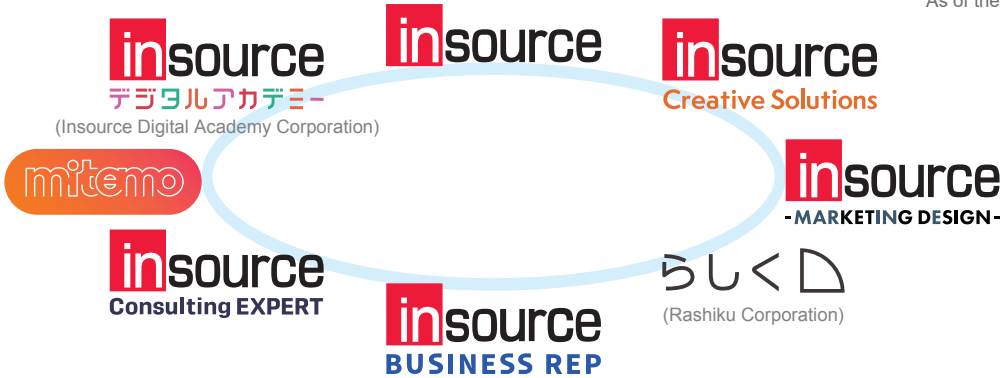 As of the
insource
デジタルアカデミー
(Insource Digital Academy Corporation)
insource
insource
Creative Solutions
mitemo
insource
-MARKETING DESIGN-
insource
Consulting EXPERT
insource
BUSINESS REP
らしく
(Rashiku Corporation)